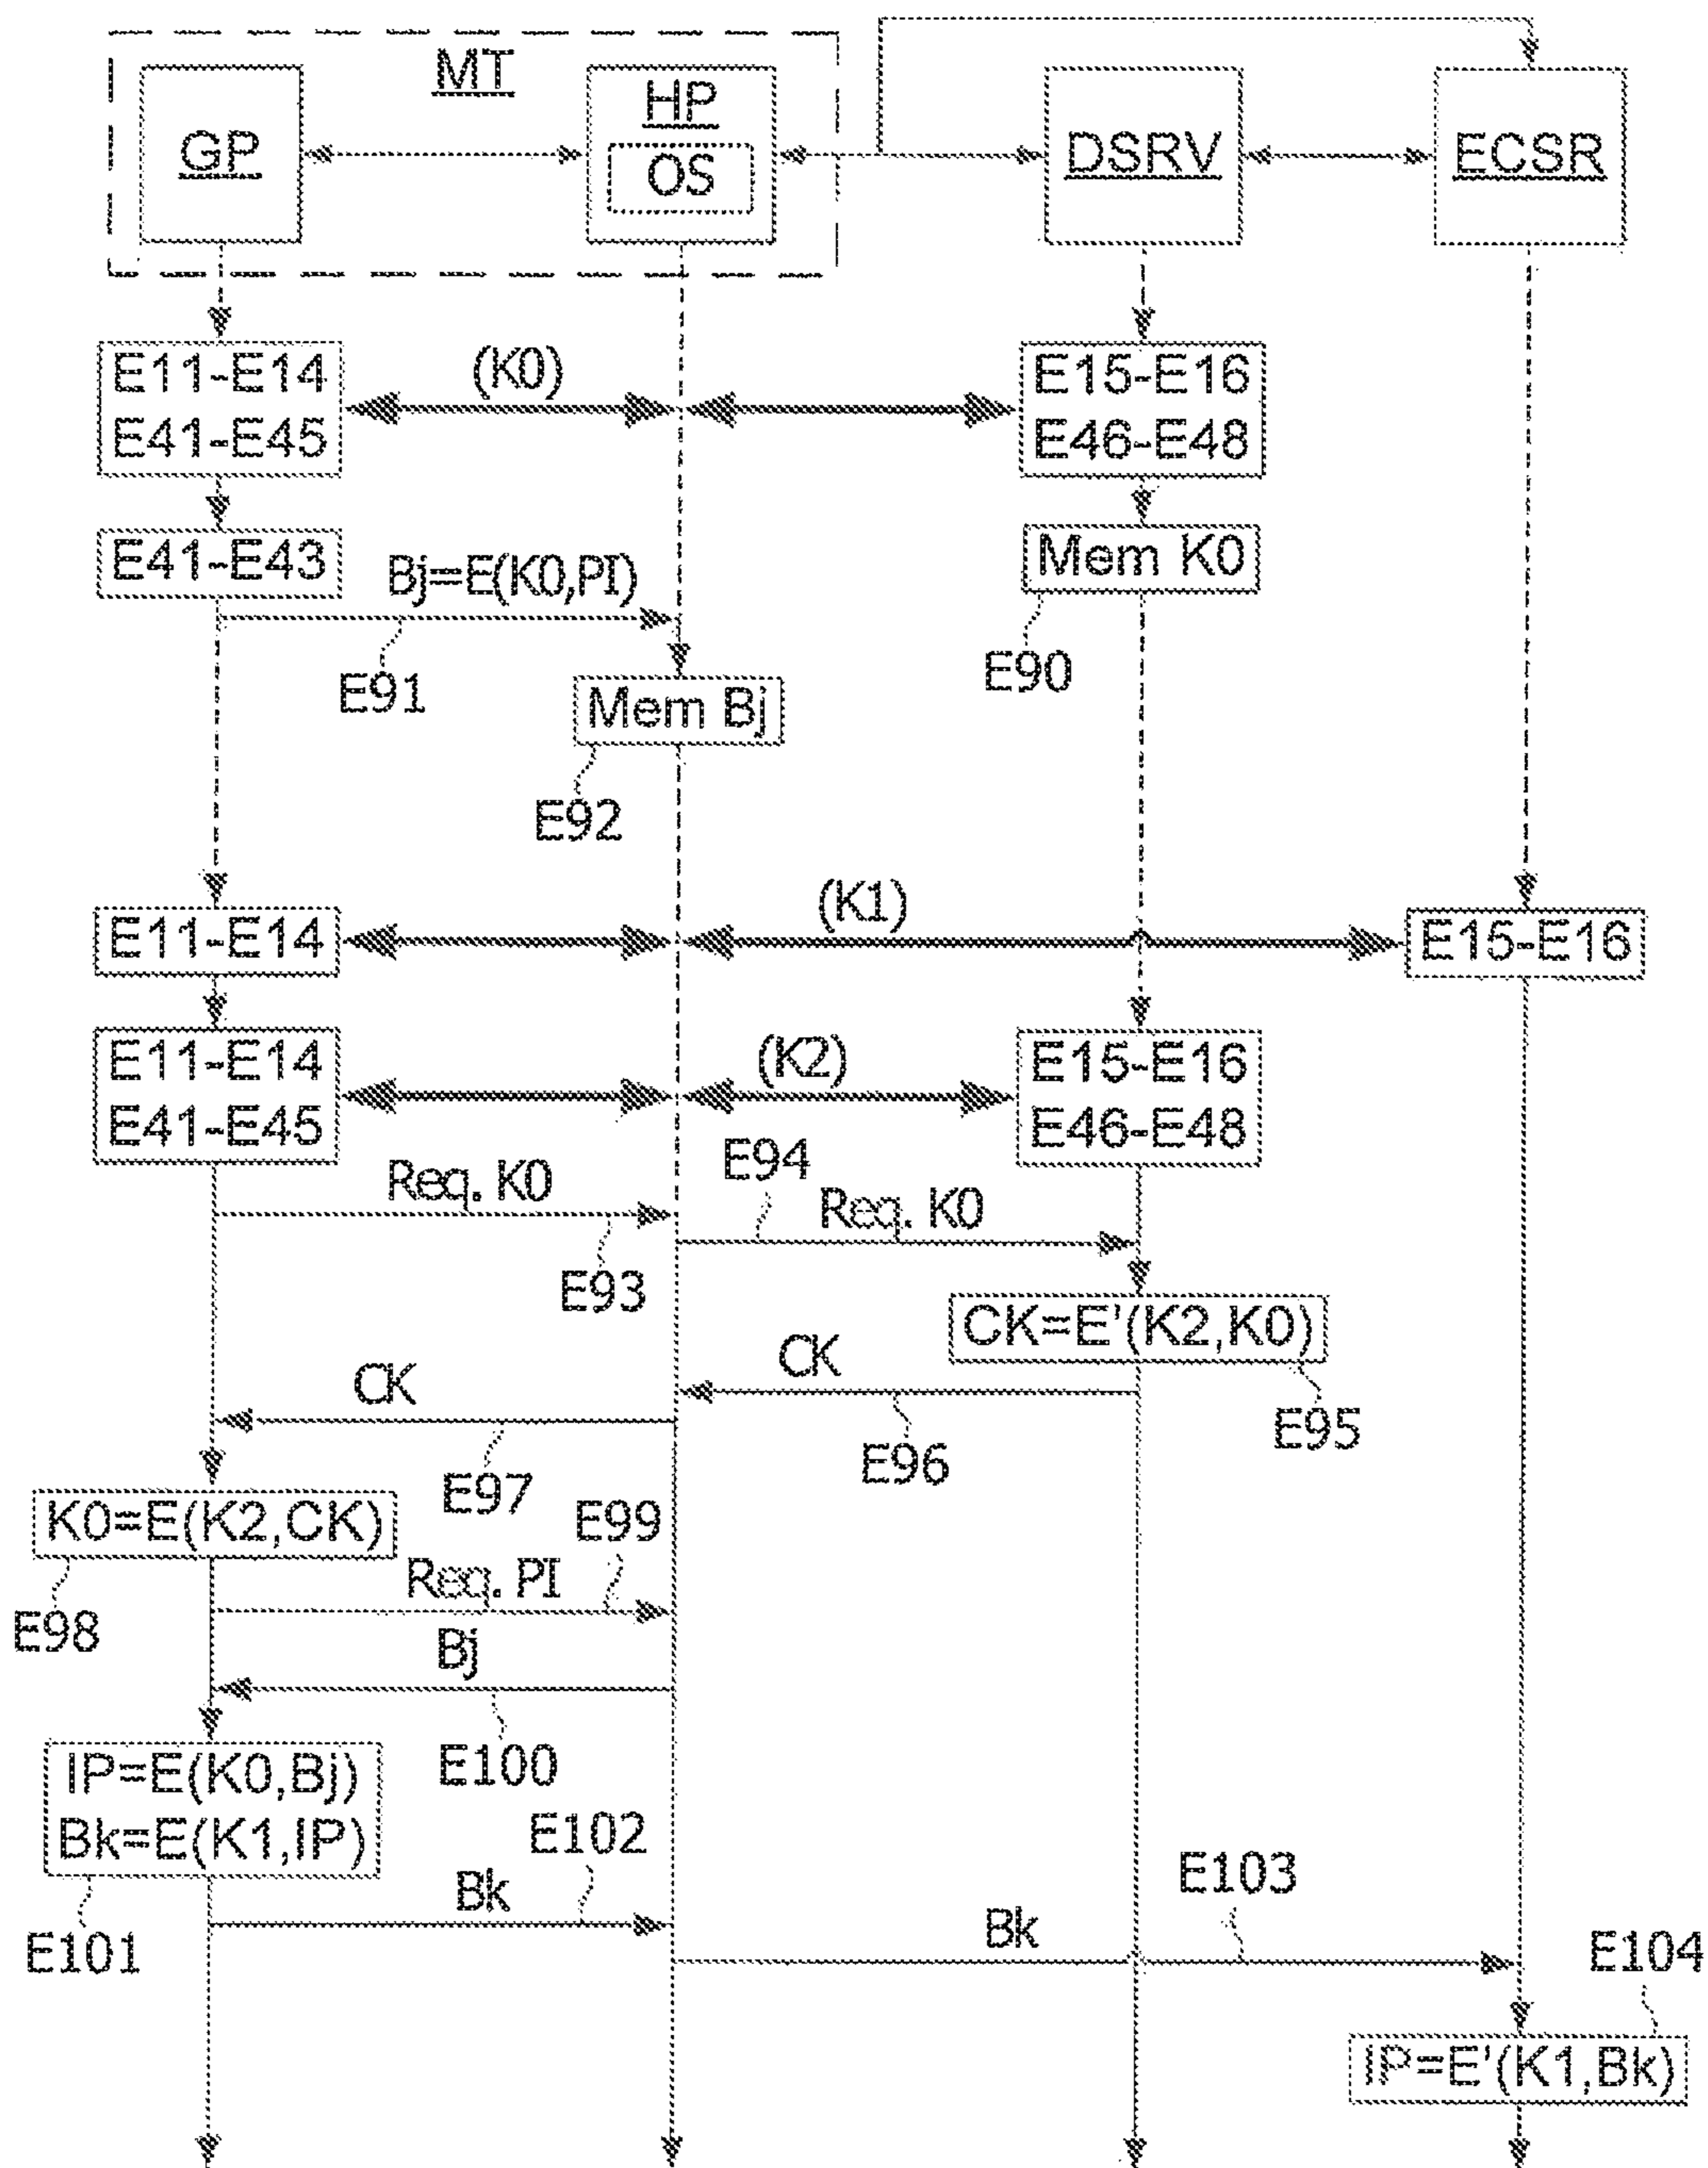 MT
GP
HP
OS
DSRV
ECSR
E11-E14
E41-E45
(K0)
E15-E16
E46-E48
E41-E43
Bj=E(K0,PI)
Mem K0
E91
E90
Mem Bj
E92
E11-E14
(K1)
E15-E16
E11-E14
E41-E45
(K2)
E15-E16
E46-E48
E94
Req. K0
Req. K0
E93
CK=E'(K2,K0)
CK
CK
E95
E96
E97
K0=E(K2,CK)
E99
Req. PI
E98
Bj
E100
IP=E(K0,Bj)
Bk=E(K1,IP)
E102
Bk
E101
E103
Bk
E104
IP=E'(K1,Bk)